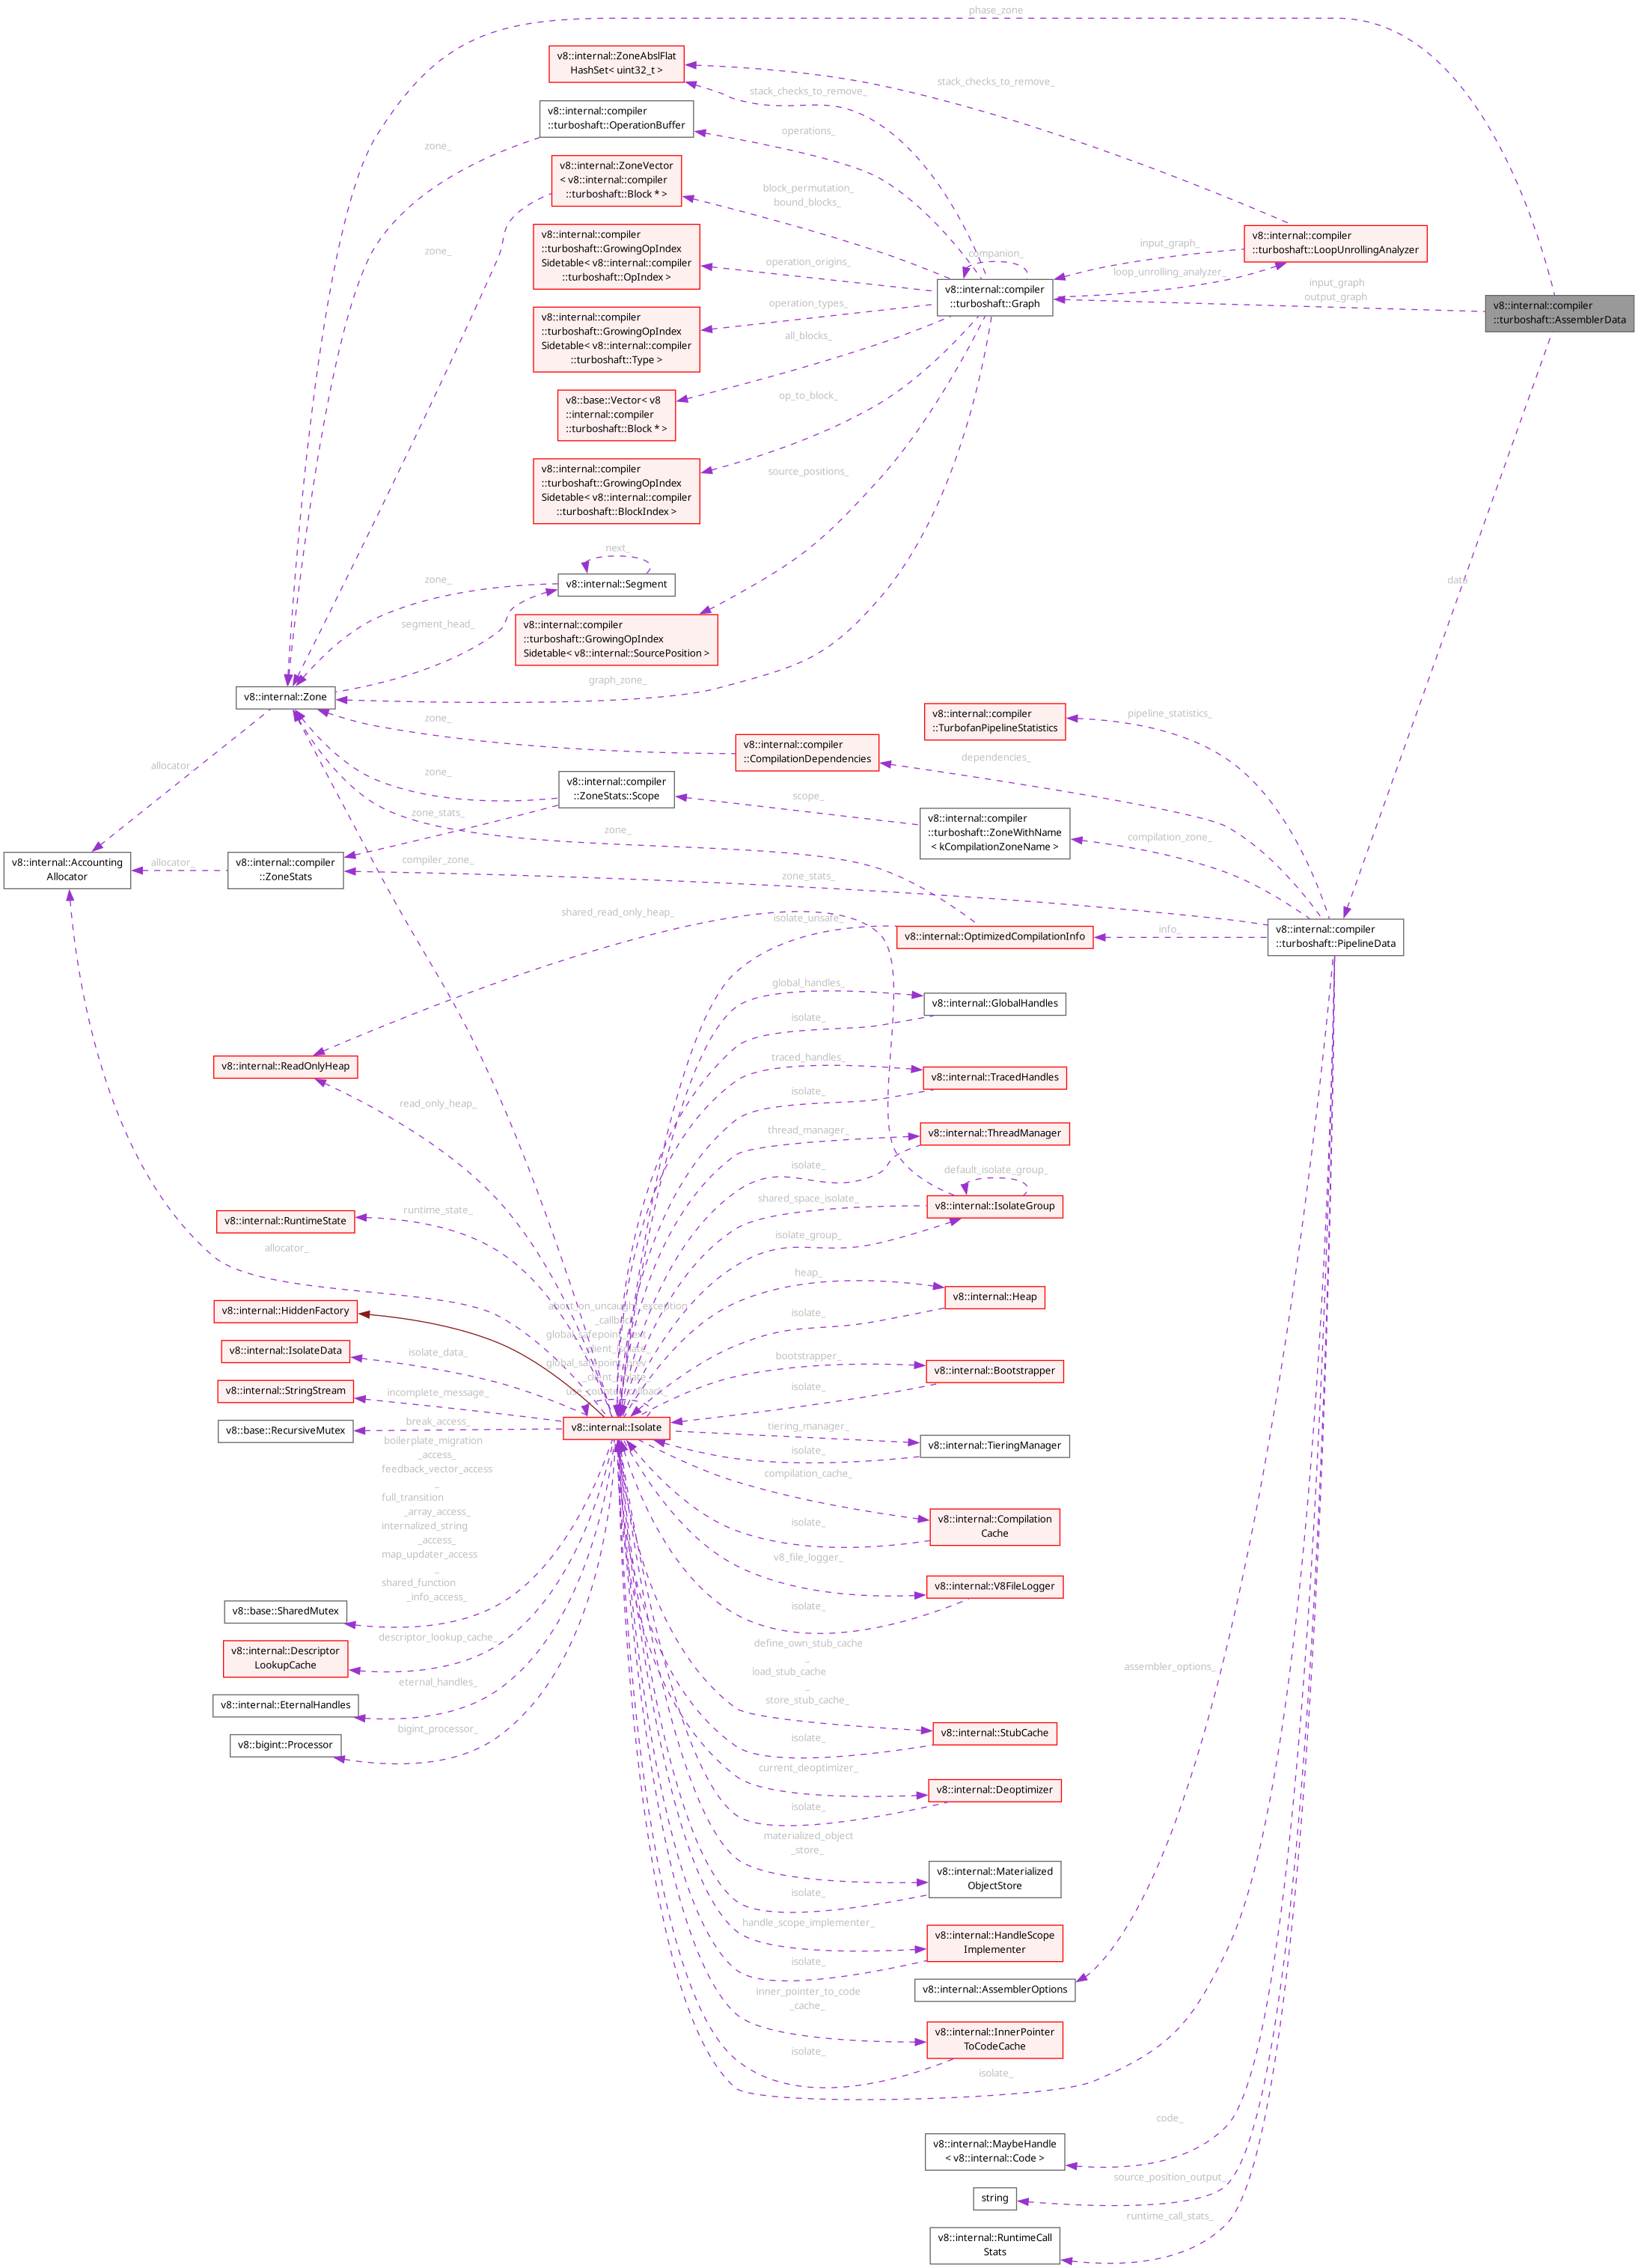 phase_zone
v8::internal::ZoneAbslFlat
HashSet< uint32_t >
stack_checks_to_remove_
stack_checks_to_remove_
v8::internal::compiler
::turboshaft::OperationBuffer
operations_
zone_
v8::internal::ZoneVector
< v8::internal::compiler
::turboshaft::Block * >
block_permutation_
bound_blocks_
zone_
v8::internal::compiler
::turboshaft::GrowingOpIndex
Sidetable< v8::internal::compiler
::turboshaft::OpIndex >
operation_origins_
companion_
input_graph_
loop_unrolling_analyzer_
v8::internal::compiler
::turboshaft::LoopUnrollingAnalyzer
v8::internal::compiler
::turboshaft::Graph
input_graph
output_graph
v8::internal::compiler
::turboshaft::AssemblerData
v8::internal::compiler
::turboshaft::GrowingOpIndex
Sidetable< v8::internal::compiler
::turboshaft::Type >
operation_types_
all_blocks_
v8::base::Vector< v8
::internal::compiler
::turboshaft::Block * >
op_to_block_
v8::internal::compiler
::turboshaft::GrowingOpIndex
Sidetable< v8::internal::compiler
::turboshaft::BlockIndex >
source_positions_
next_
v8::internal::Segment
zone_
segment_head_
data
v8::internal::compiler
::turboshaft::GrowingOpIndex
Sidetable< v8::internal::SourcePosition >
graph_zone_
v8::internal::Zone
zone_
v8::internal::compiler
::TurbofanPipelineStatistics
pipeline_statistics_
v8::internal::compiler
::CompilationDependencies
dependencies_
allocator_
zone_
v8::internal::compiler
::ZoneStats::Scope
scope_
zone_stats_
zone_
v8::internal::compiler
::turboshaft::ZoneWithName
< kCompilationZoneName >
compilation_zone_
v8::internal::Accounting
Allocator
allocator_
v8::internal::compiler
::ZoneStats
compiler_zone_
zone_stats_
shared_read_only_heap_
isolate_unsafe_
v8::internal::OptimizedCompilationInfo
info_
v8::internal::compiler
::turboshaft::PipelineData
global_handles_
v8::internal::GlobalHandles
isolate_
v8::internal::ReadOnlyHeap
traced_handles_
v8::internal::TracedHandles
isolate_
read_only_heap_
thread_manager_
v8::internal::ThreadManager
isolate_
default_isolate_group_
shared_space_isolate_
v8::internal::IsolateGroup
v8::internal::RuntimeState
runtime_state_
isolate_group_
allocator_
heap_
v8::internal::Heap
isolate_
v8::internal::HiddenFactory
abort_on_uncaught_exception
_callback_
global_safepoint_next
_client_isolate_
global_safepoint_prev
_client_isolate_
use_counter_callback_
v8::internal::IsolateData
isolate_data_
bootstrapper_
v8::internal::Bootstrapper
isolate_
v8::internal::StringStream
incomplete_message_
v8::base::RecursiveMutex
break_access_
v8::internal::Isolate
tiering_manager_
v8::internal::TieringManager
isolate_
boilerplate_migration
_access_
feedback_vector_access
_
full_transition
_array_access_
internalized_string
_access_
map_updater_access
_
shared_function
_info_access_
compilation_cache_
v8::internal::Compilation
Cache
isolate_
v8_file_logger_
v8::internal::V8FileLogger
isolate_
v8::base::SharedMutex
v8::internal::Descriptor
LookupCache
descriptor_lookup_cache_
define_own_stub_cache
_
load_stub_cache
_
store_stub_cache_
assembler_options_
eternal_handles_
v8::internal::EternalHandles
v8::internal::StubCache
isolate_
bigint_processor_
v8::bigint::Processor
current_deoptimizer_
v8::internal::Deoptimizer
isolate_
materialized_object
_store_
v8::internal::Materialized
ObjectStore
isolate_
handle_scope_implementer_
v8::internal::HandleScope
Implementer
isolate_
v8::internal::AssemblerOptions
inner_pointer_to_code
_cache_
v8::internal::InnerPointer
ToCodeCache
isolate_
isolate_
code_
v8::internal::MaybeHandle
< v8::internal::Code >
source_position_output_
string
runtime_call_stats_
v8::internal::RuntimeCall
Stats